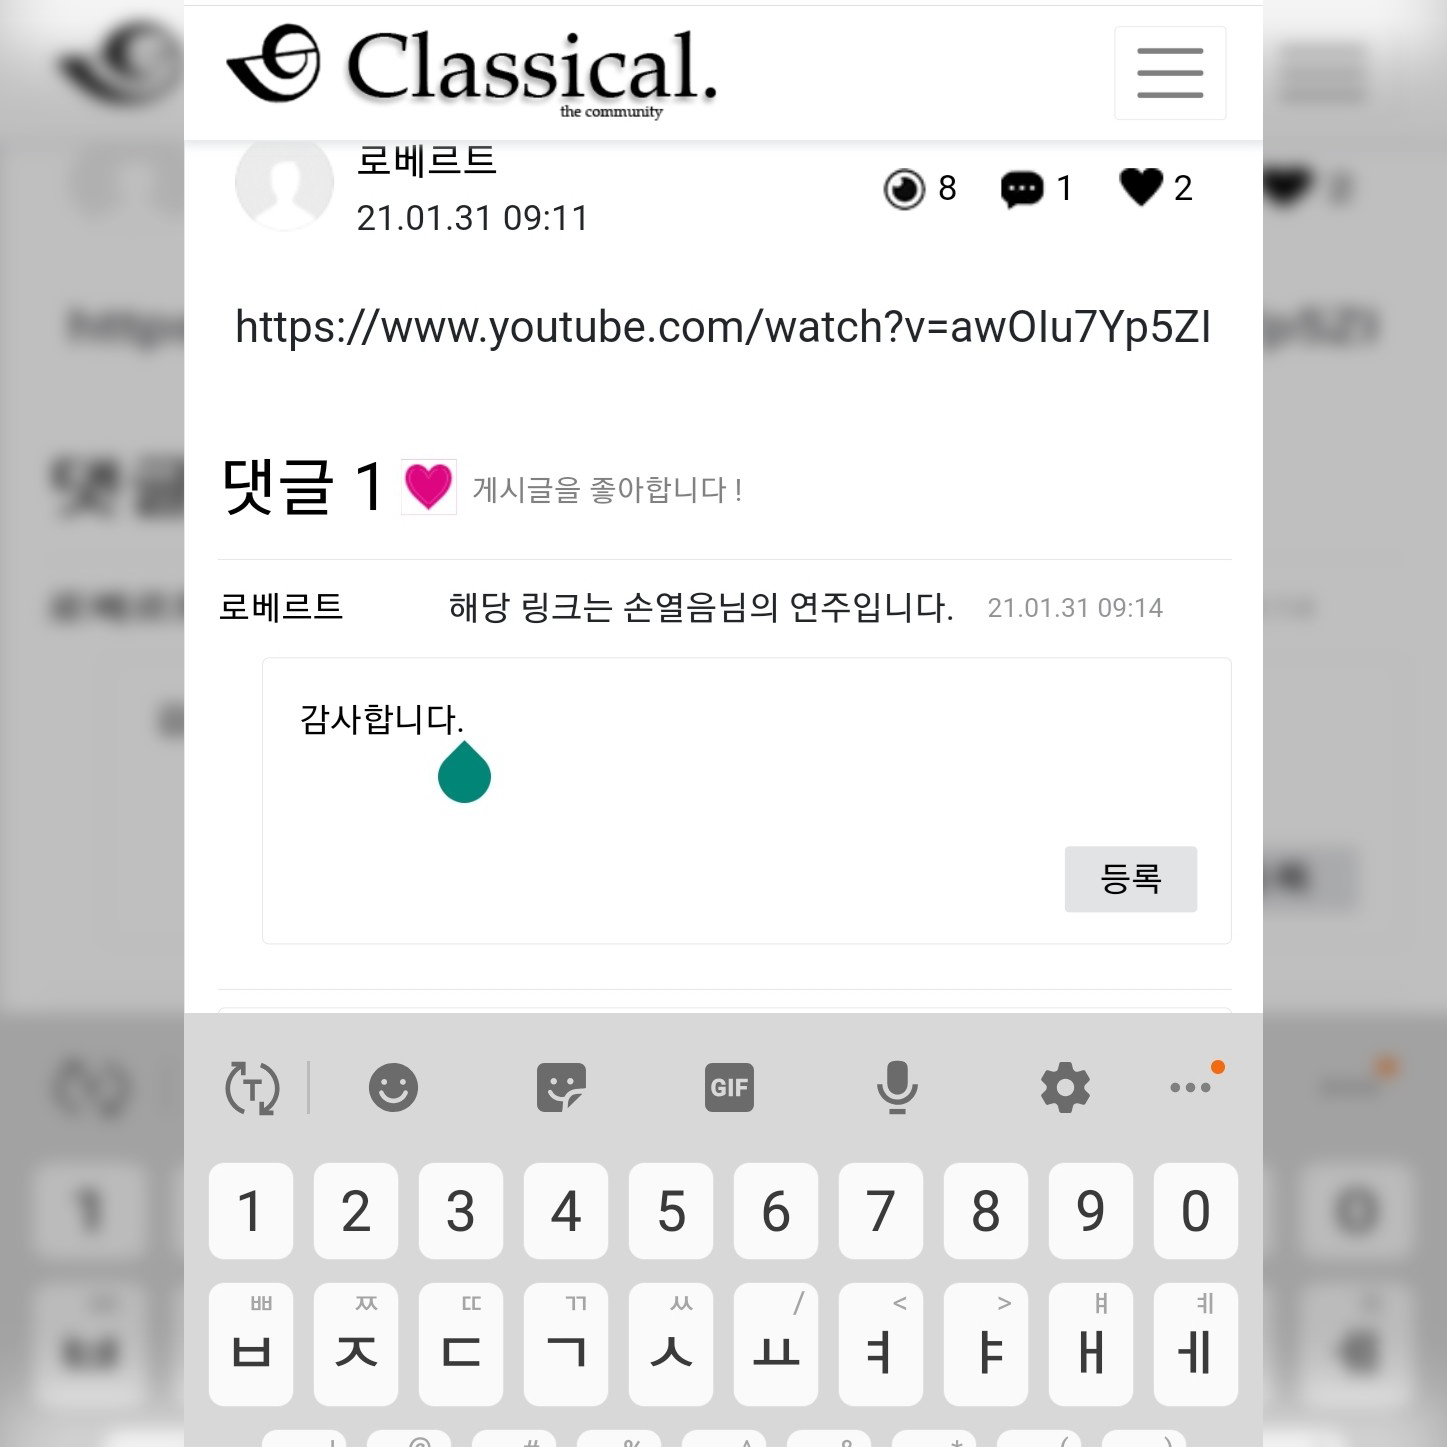 Classical.
the community
로베르트
21.01.31 09:11
8 1 2
https://www.youtube.com/watch?v=awOIu7Yp5ZI
댓글 1 게시글을 좋아합니다 !
로베르트 해당 링크는 손열음님의 연주입니다. 21.01.31 09:14
감사합니다.
등록
T GIF
1 2 3 4 5 6 7 8 9 0
ㅃ ㅉ ㄸ ㄲ ㅆ / < > ㅒ ㅖ
ㅂ ㅈ ㄷ ㄱ ㅅ ㅛ ㅕ ㅑ ㅐ ㅔ